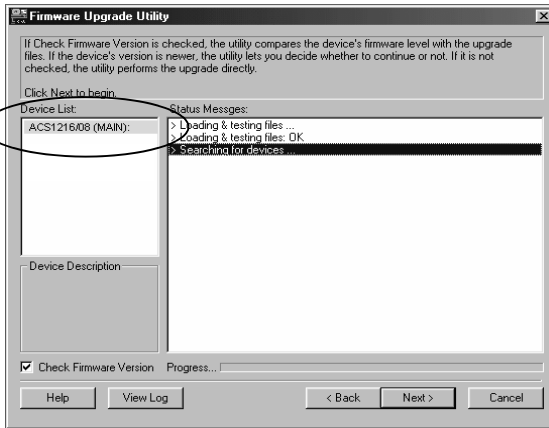 Firmware Upgrade Utility
If Check Firmware Version is checked, the utility compares the device's firmware level with the upgrade
files. If the device's version is newer, the utility lets you decide whether to continue or not. If it is not
checked, the utility performs the upgrade directly.
Click Next to begin.
Device List:
Status Messges:
ACS1216/08 (MAIN):
> Loading & testing files ...
> Loading & testing files: OK
> Searching for devices ...
Device Description
Check Firmware Version
Progress...
Help
View Log
< Back
Next >
Cancel